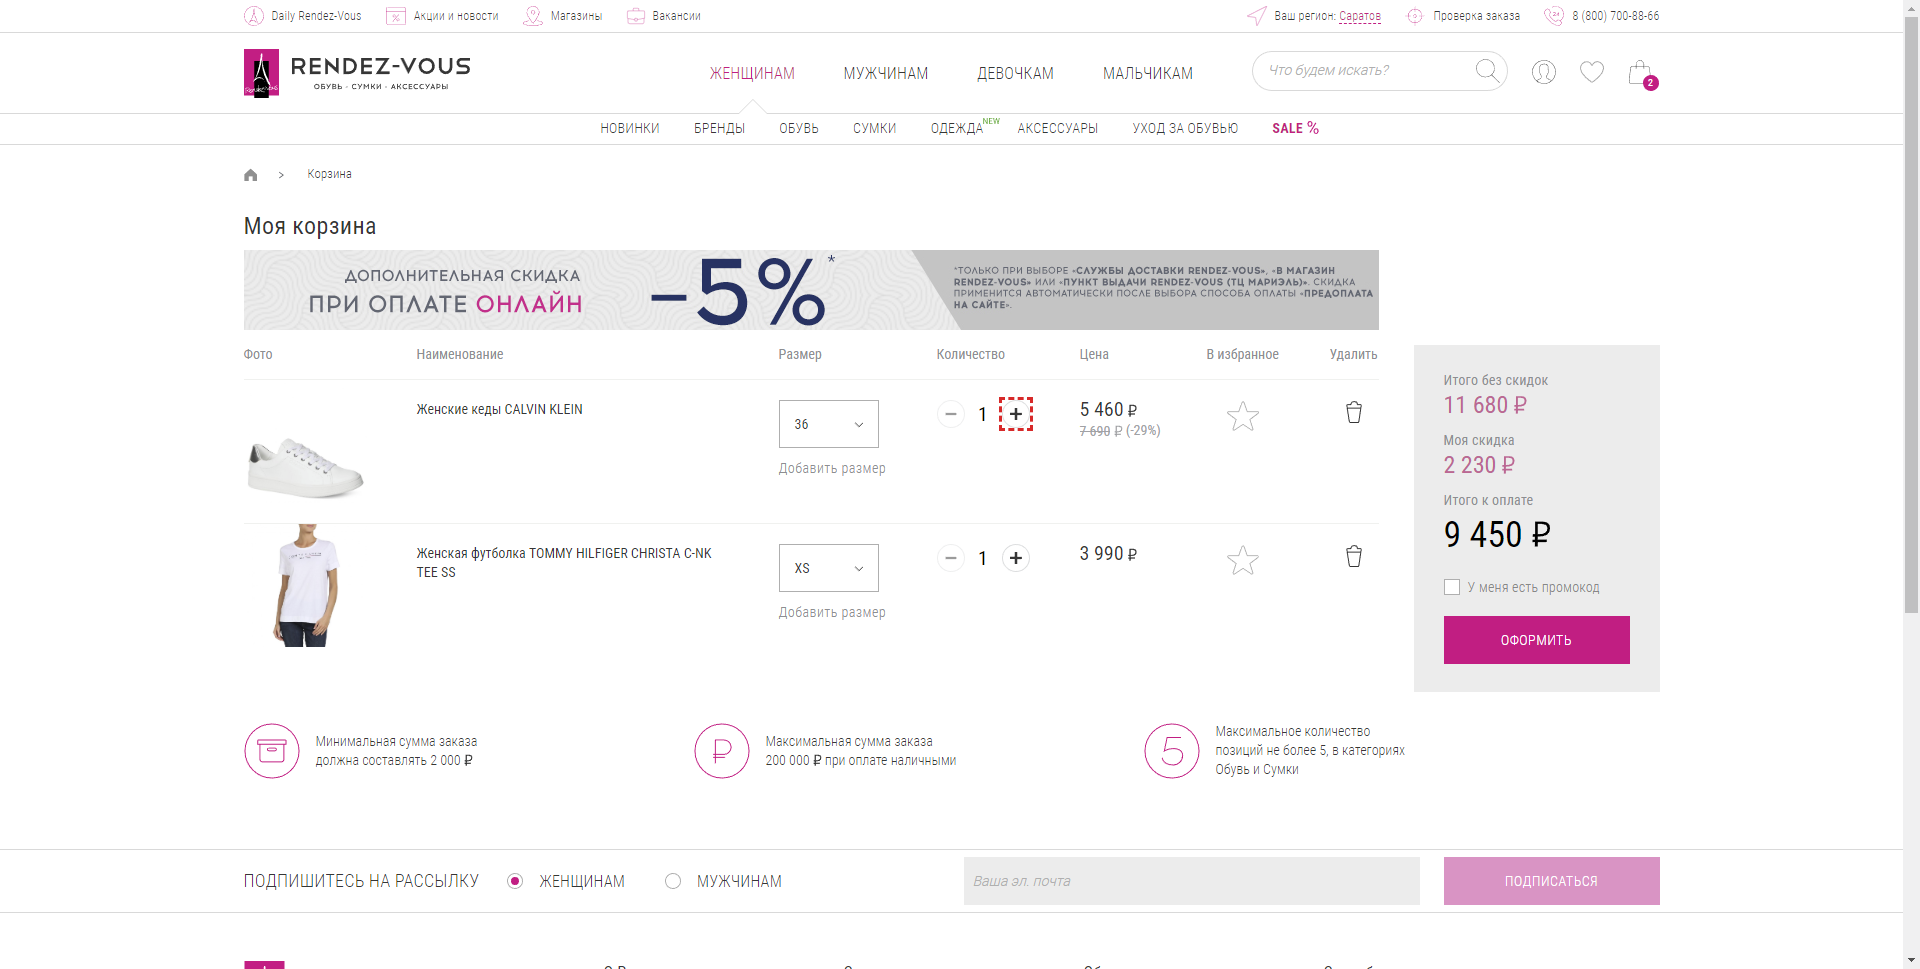 Daily Rendez-Vous
Акции и новости
Магазины
Вакансии
Ваш регион: Саратов
Проверка заказа
8 (800) 700-88-66
RENDEZ-VOUS
ОБУВЬ · СУМКИ · АКСЕССУАРЫ
ЖЕНЩИНАМ
МУЖЧИНАМ
ДЕВОЧКАМ
МАЛЬЧИКАМ
Что будем искать?
2
НОВИНКИ
БРЕНДЫ
ОБУВЬ
СУМКИ
ОДЕЖДА NEW
АКСЕССУАРЫ
УХОД ЗА ОБУВЬЮ
SALE %
> Корзина
Моя корзина
ДОПОЛНИТЕЛЬНАЯ СКИДКА
ПРИ ОПЛАТЕ ОНЛАЙН
–5%*
*ТОЛЬКО ПРИ ВЫБОРЕ «СЛУЖБЫ ДОСТАВКИ RENDEZ-VOUS», «В МАГАЗИН
RENDEZ-VOUS» ИЛИ «ПУНКТ ВЫДАЧИ RENDEZ-VOUS (ТЦ МАРИЭЛЬ)». СКИДКА
ПРИМЕНИТСЯ АВТОМАТИЧЕСКИ ПОСЛЕ ВЫБОРА СПОСОБА ОПЛАТЫ «ПРЕДОПЛАТА
НА САЙТЕ».
Фото
Наименование
Размер
Количество
Цена
В избранное
Удалить
Женские кеды CALVIN KLEIN
36
Добавить размер
− 1 +
5 460 ₽
7 690 ₽ (-29%)
Женская футболка TOMMY HILFIGER CHRISTA C-NK
TEE SS
XS
Добавить размер
− 1 +
3 990 ₽
Итого без скидок
11 680 ₽
Моя скидка
2 230 ₽
Итого к оплате
9 450 ₽
У меня есть промокод
ОФОРМИТЬ
Минимальная сумма заказа
должна составлять 2 000 ₽
₽
Максимальная сумма заказа
200 000 ₽ при оплате наличными
5
Максимальное количество
позиций не более 5, в категориях
Обувь и Сумки
ПОДПИШИТЕСЬ НА РАССЫЛКУ
ЖЕНЩИНАМ
МУЖЧИНАМ
Ваша эл. почта
ПОДПИСАТЬСЯ